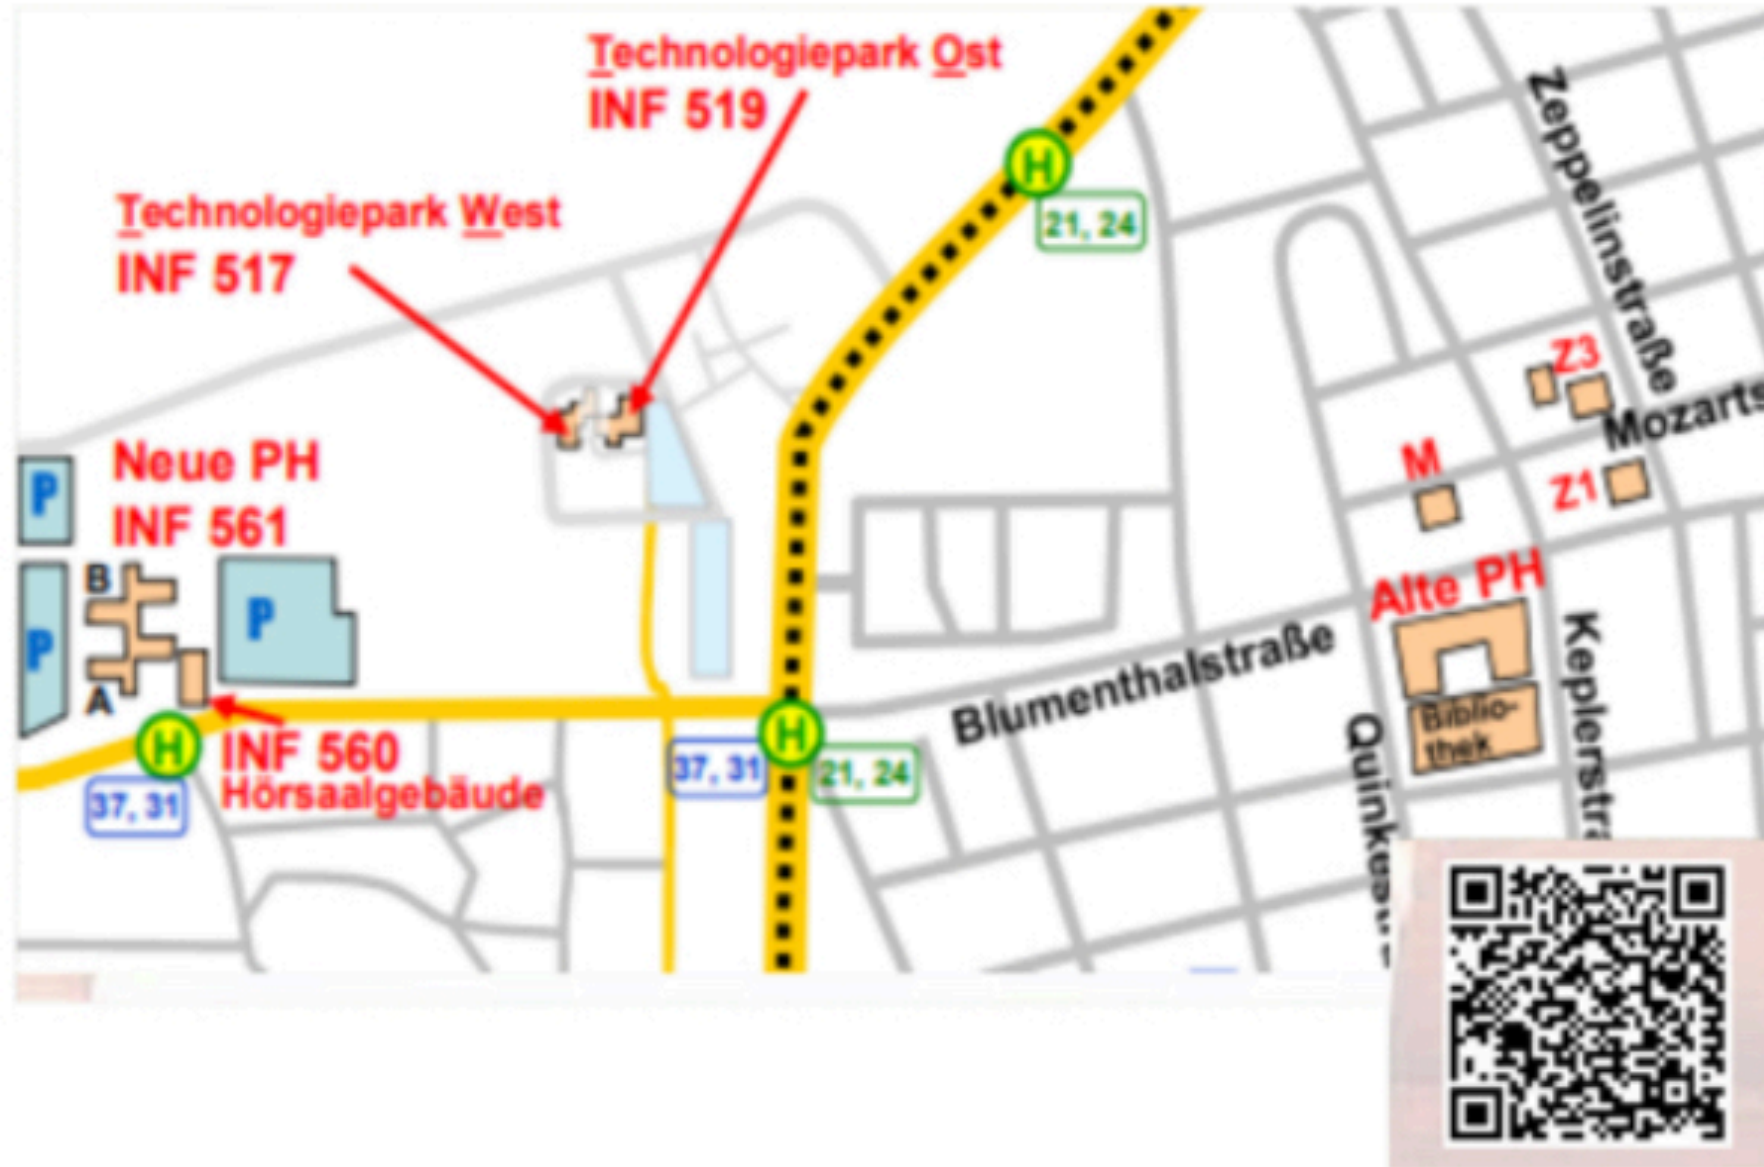 Technologiepark Ost
INF 519
Technologiepark West
INF 517
H
21, 24
Zeppelinstraße
Z3
Mozarts
M
Z1
Neue PH
INF 561
P
B
P
P
A
Alte PH
Biblio-
thek
Keplerstra
Blumenthalstraße
Quinkestr
H
37, 31
INF 560
Hörsaalgebäude
H
37, 31
21, 24